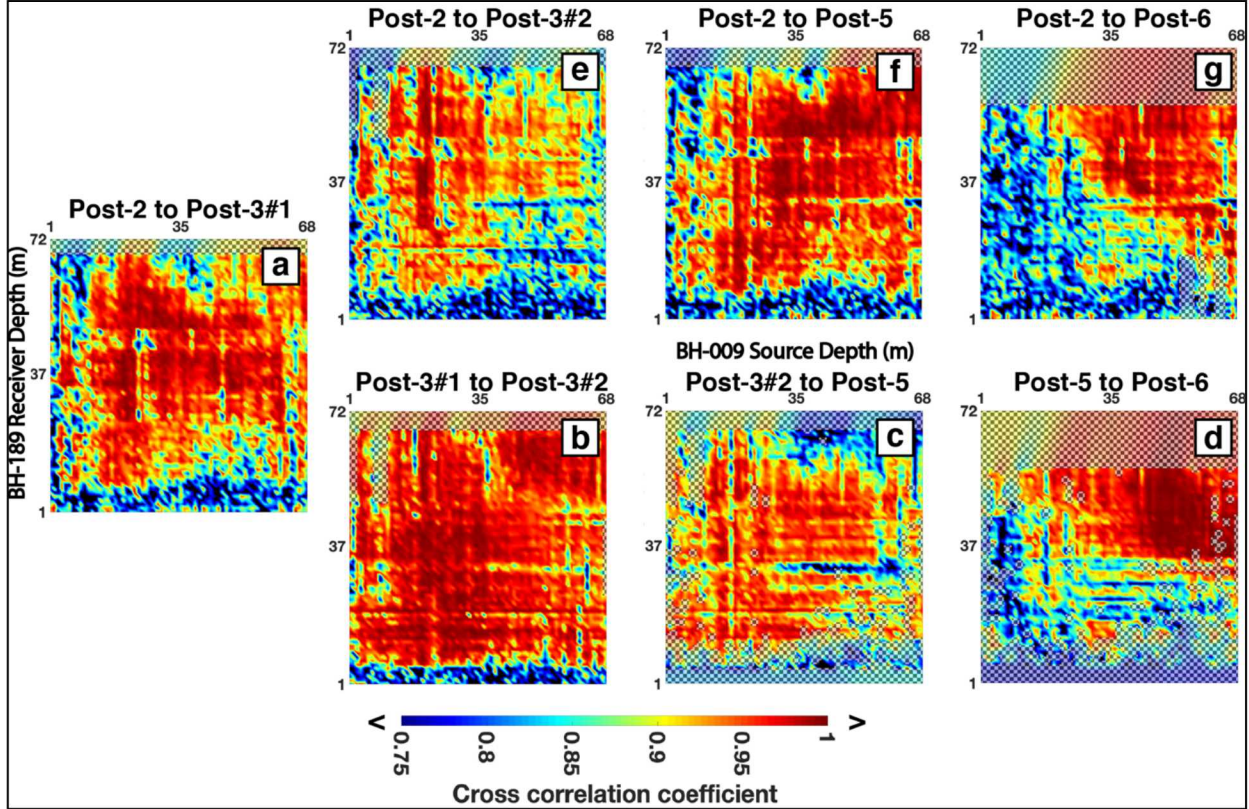 Post-2 to Post-3#2
1 35 68
72
e
37
1
Post-2 to Post-5
1 35 68
72
f
37
1
Post-2 to Post-6
1 35 68
72
g
37
1
Post-2 to Post-3#1
1 35 68
72
a
37
1
BH-189 Receiver Depth (m)
BH-009 Source Depth (m)
Post-3#1 to Post-3#2
1 35 68
72
b
37
1
Post-3#2 to Post-5
1 35 68
72
c
37
1
Post-5 to Post-6
1 35 68
72
d
37
1
< >
0.75 0.8 0.85 0.9 0.95 1
Cross correlation coefficient